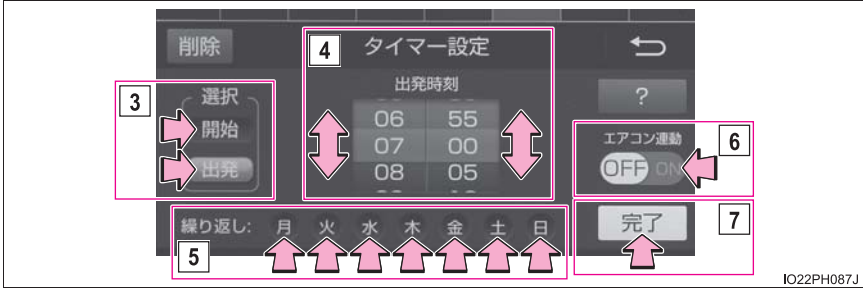 削除
4
タイマー設定
3
選択
開始
出発
出発時刻
06 55
07 00
08 05
?
エアコン連動
OFF ON
6
繰り返し: 月 火 水 木 金 土 日
5
完了
7
IO22PH087J